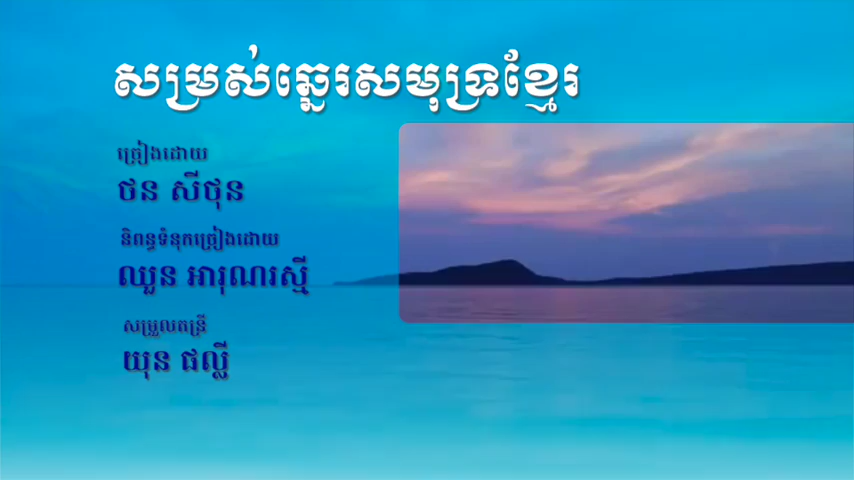 សម្រស់ឆ្នេរសមុទ្រខ្មែរ
ច្រៀងដោយ
ថន សីថុន
និពន្ធទំនុកច្រៀងដោយ
ឈួន អារុណរស្មី
សម្រួលតន្ត្រី
យុន ផល្លី